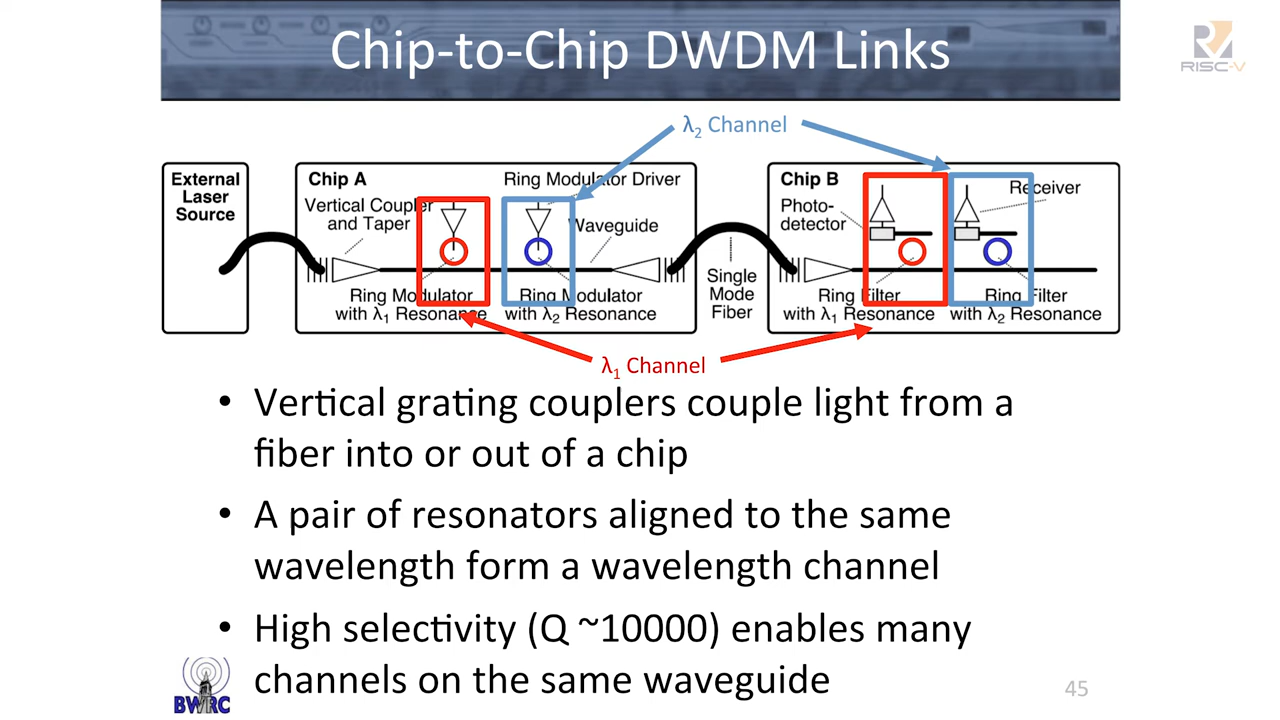 Chip-to-Chip DWDM Links
RISC-V
λ2 Channel
External
Laser
Source
Chip A
Ring Modulator Driver
Vertical Coupler
and Taper
Waveguide
Ring Modulator
with λ1 Resonance
Ring Modulator
with λ2 Resonance
Single
Mode
Fiber
Chip B
Receiver
Photo-
detector
Ring Filter
with λ1 Resonance
Ring Filter
with λ2 Resonance
λ1 Channel
• Vertical grating couplers couple light from a
fiber into or out of a chip
• A pair of resonators aligned to the same
wavelength form a wavelength channel
• High selectivity (Q ~10000) enables many
channels on the same waveguide
BWRC
45